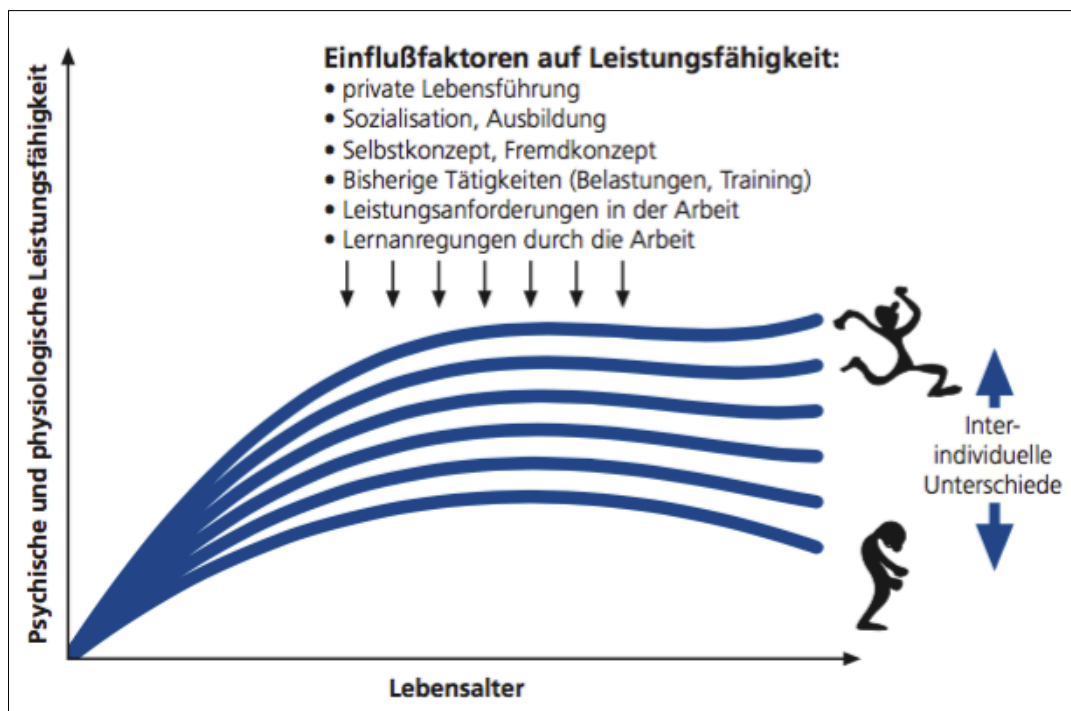 Psychische und physiologische Leistungsfähigkeit
Einflußfaktoren auf Leistungsfähigkeit:
• private Lebensführung
• Sozialisation, Ausbildung
• Selbstkonzept, Fremdkonzept
• Bisherige Tätigkeiten (Belastungen, Training)
• Leistungsanforderungen in der Arbeit
• Lernanregungen durch die Arbeit
Inter-
individuelle
Unterschiede
Lebensalter